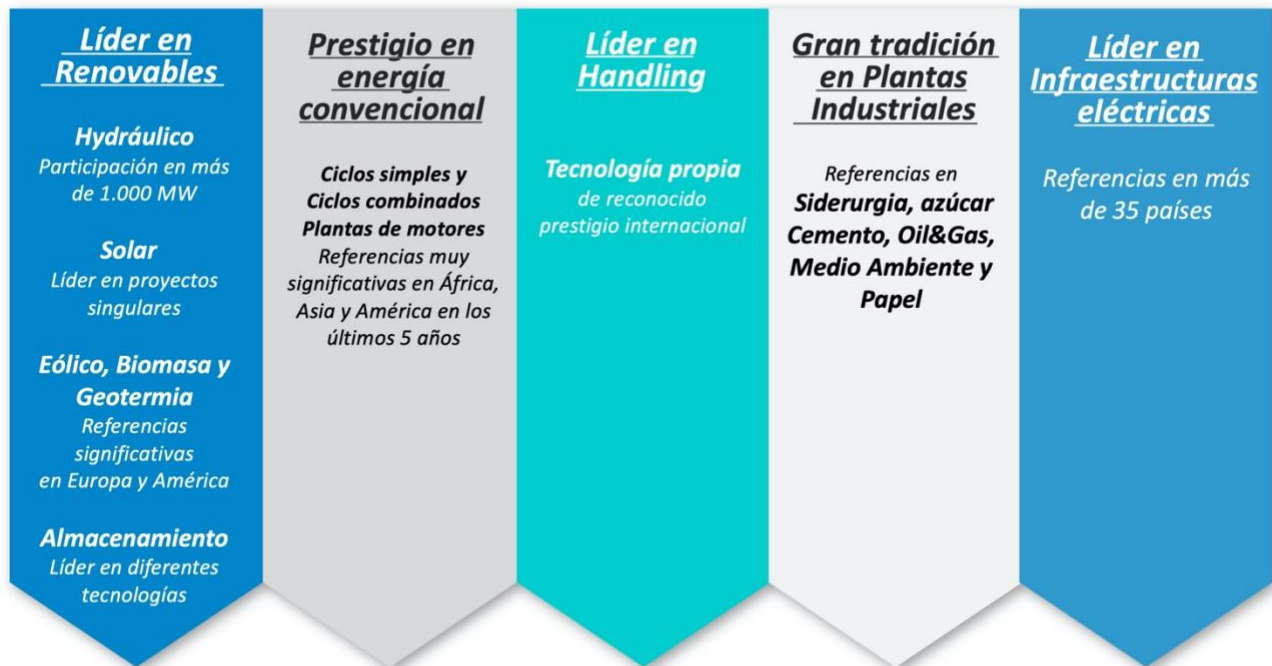 Líder en
Renovables
Hydráulico
Participación en más
de 1.000 MW
Solar
Líder en proyectos
singulares
Eólico, Biomasa y
Geotermia
Referencias
significativas
en Europa y América
Almacenamiento
Líder en diferentes
tecnologías
Prestigio en
energía
convencional
Ciclos simples y
Ciclos combinados
Plantas de motores
Referencias muy
significativas en África,
Asia y América en los
últimos 5 años
Líder en
Handling
Tecnología propia
de reconocido
prestigio internacional
Gran tradición
en Plantas
Industriales
Referencias en
Siderurgia, azúcar
Cemento, Oil&Gas,
Medio Ambiente y
Papel
Líder en
Infraestructuras
eléctricas
Referencias en más
de 35 países